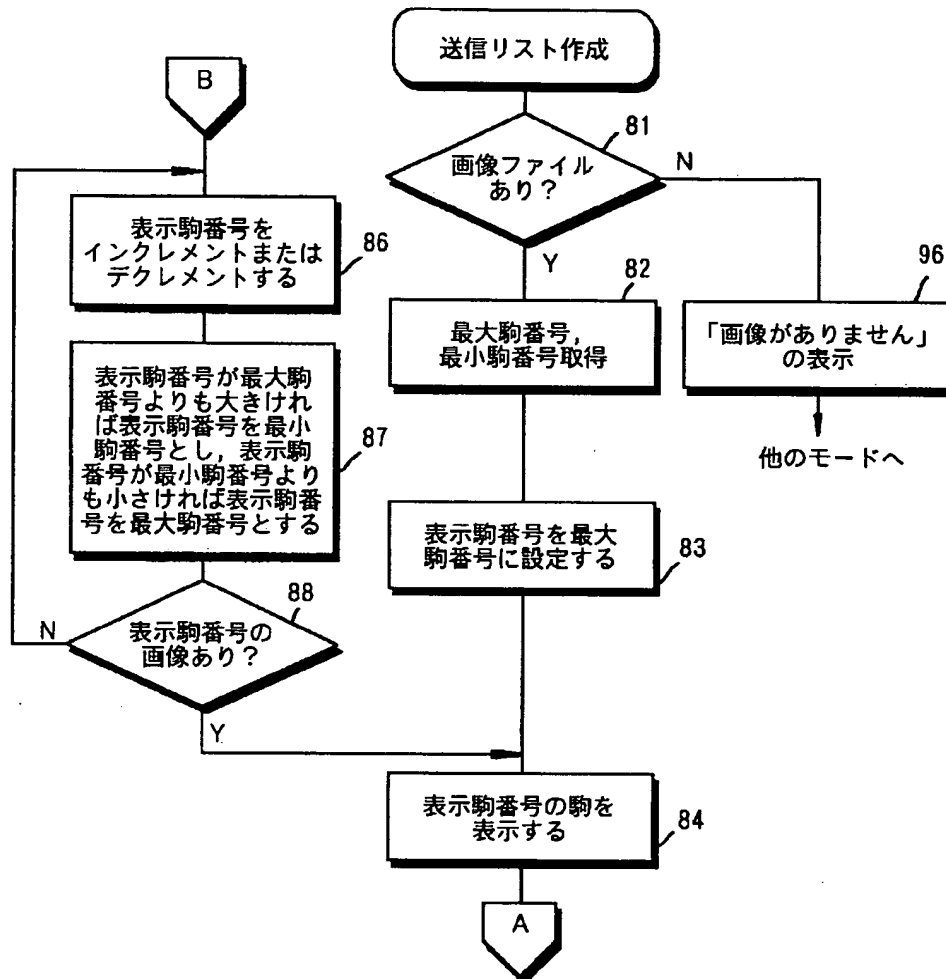 送信リスト作成
B
81
画像ファイル
あり？
N
Y
表示駒番号を
インクレメントまたは
デクレメントする
86
82
最大駒番号，
最小駒番号取得
96
「画像がありません」
の表示
他のモードへ
表示駒番号が最大駒
番号よりも大きけれ
ば表示駒番号を最小
駒番号とし，表示駒
番号が最小駒番号より
も小さければ表示駒番
号を最大駒番号とする
87
表示駒番号を最大
駒番号に設定する
83
88
N
表示駒番号の
画像あり？
Y
表示駒番号の駒を
表示する
84
A